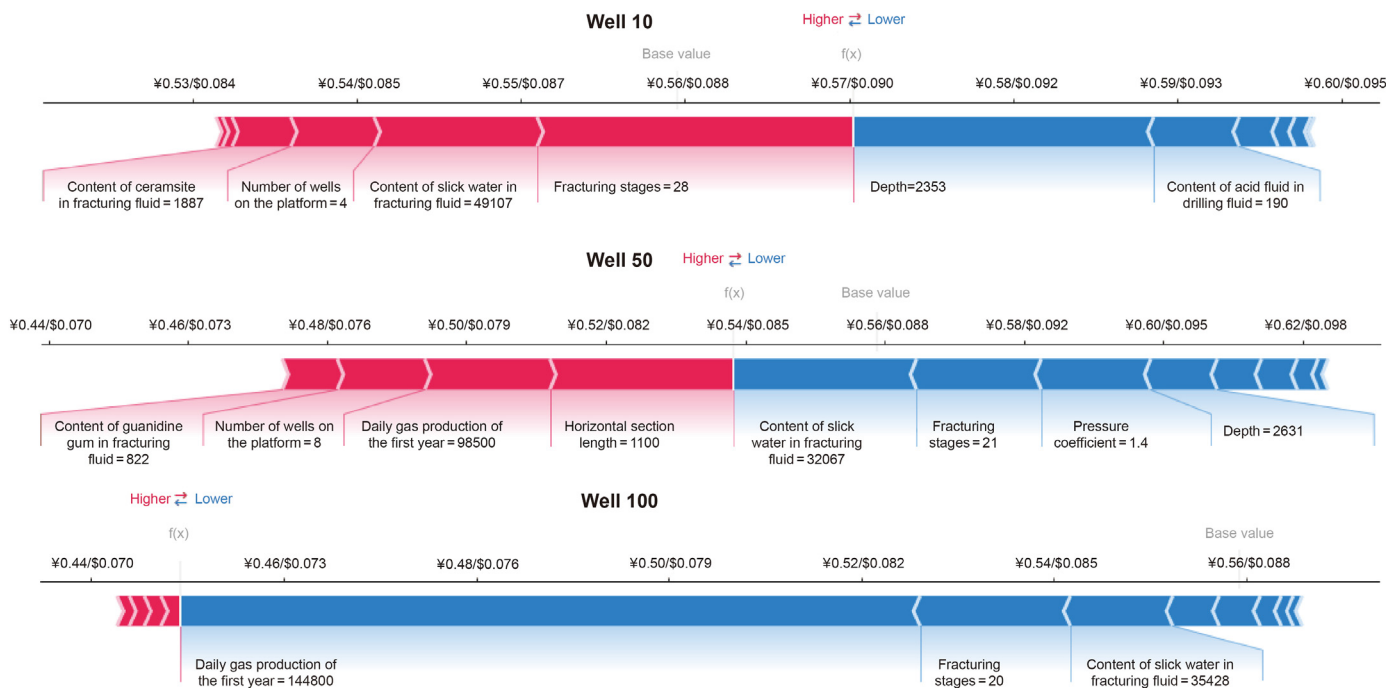 Well 10
Higher ⇄ Lower
Base value
f(x)
¥0.53/$0.084
¥0.54/$0.085
¥0.55/$0.087
¥0.56/$0.088
¥0.57/$0.090
¥0.58/$0.092
¥0.59/$0.093
¥0.60/$0.095
Content of ceramsite
in fracturing fluid = 1887
Number of wells
on the platform = 4
Content of slick water in
fracturing fluid = 49107
Fracturing stages = 28
Depth=2353
Content of acid fluid in
drilling fluid = 190
Well 50
Higher ⇄ Lower
f(x)
Base value
¥0.44/$0.070
¥0.46/$0.073
¥0.48/$0.076
¥0.50/$0.079
¥0.52/$0.082
¥0.54/$0.085
¥0.56/$0.088
¥0.58/$0.092
¥0.60/$0.095
¥0.62/$0.098
Content of guanidine
gum in fracturing
fluid = 822
Number of wells on
the platform = 8
Daily gas production of
the first year = 98500
Horizontal section
length = 1100
Content of slick
water in fracturing
fluid = 32067
Fracturing
stages = 21
Pressure
coefficient = 1.4
Depth = 2631
Higher ⇄ Lower
Well 100
f(x)
Base value
¥0.44/$0.070
¥0.46/$0.073
¥0.48/$0.076
¥0.50/$0.079
¥0.52/$0.082
¥0.54/$0.085
¥0.56/$0.088
Daily gas production of
the first year = 144800
Fracturing
stages = 20
Content of slick water in
fracturing fluid = 35428